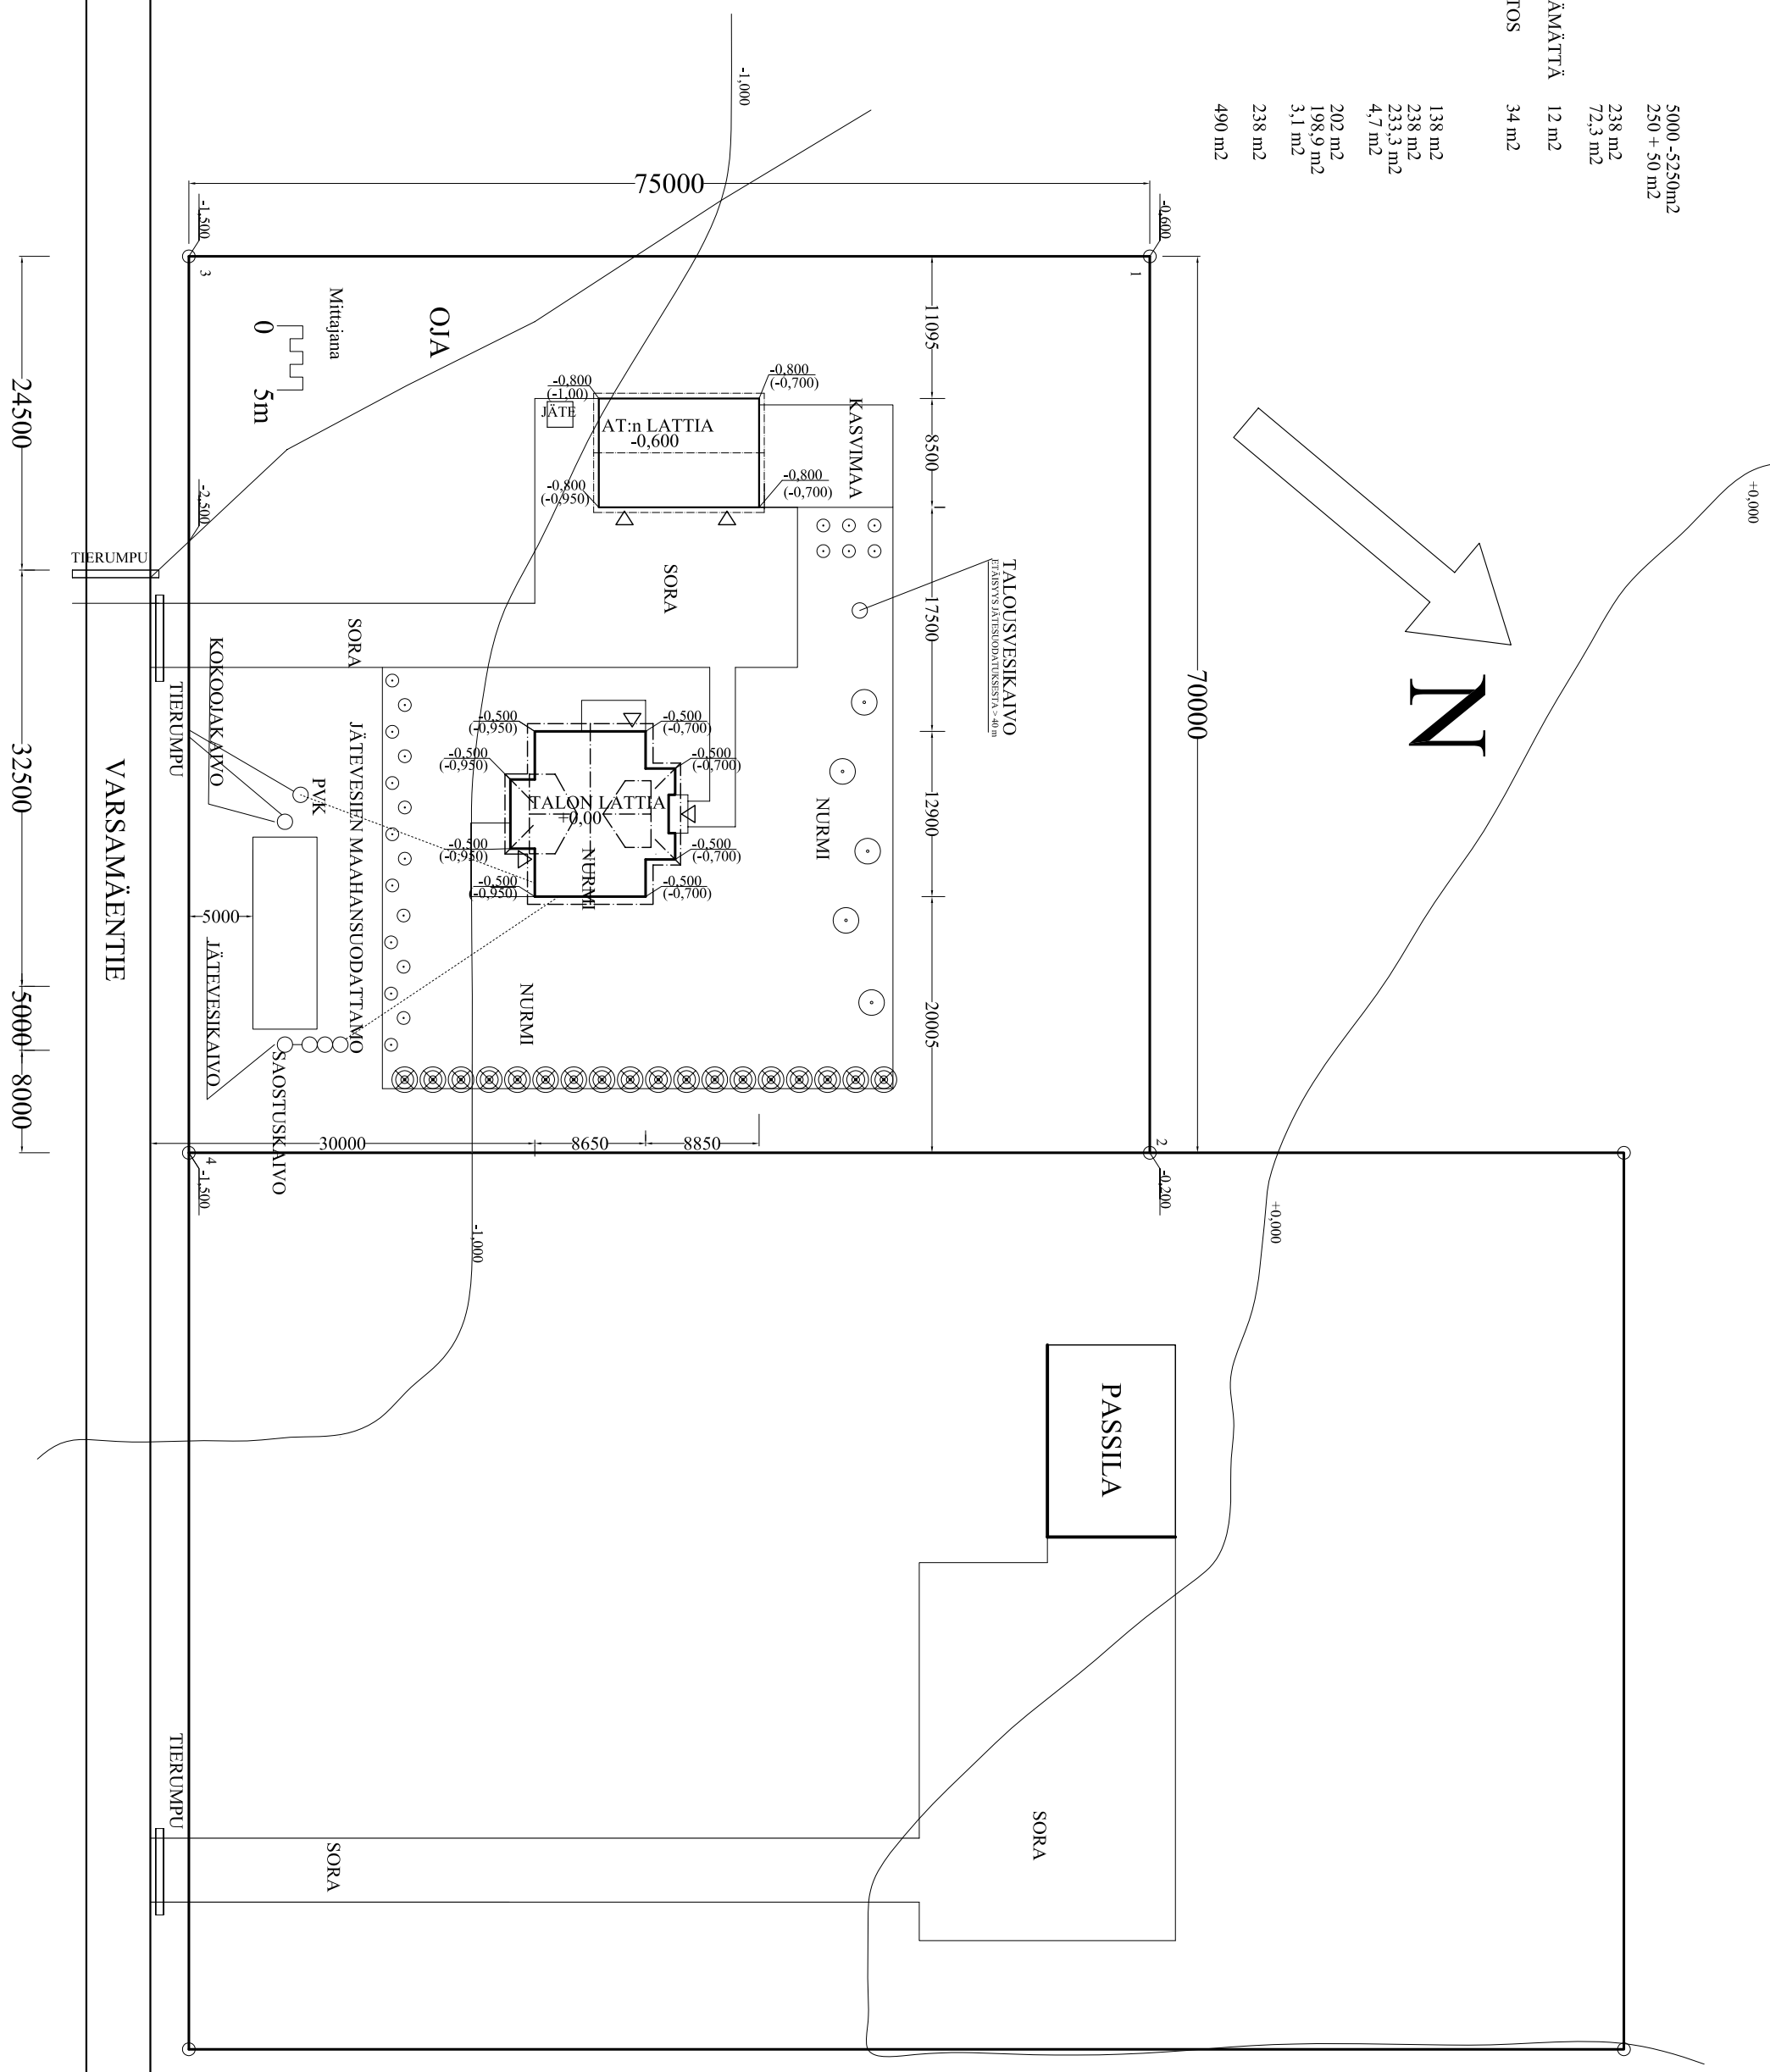 ÄMÄTTÄ
TOS
5000 -5250m2
250 + 50 m2
238 m2
72,3 m2
12 m2
34 m2
138 m2
238 m2
233,3 m2
4,7 m2
202 m2
198,9 m2
3,1 m2
238 m2
490 m2
+0,000
N
-1,000
75000
-1,500
-0,600
3
1
Mittajana
0
5m
OJA
11095
8500
17500
12900
20005
70000
-0,800
(-1,00)
JÄTE
-0,800
(-0,700)
AT:n LATTIA
-0,600
KASVIMAA
-0,800
(-0,950)
-0,800
(-0,700)
-2,500
TIERUMPU
SORA
SORA
TALOUSVESIKAIVO
ETÄISYYS JÄTESUODATUKSESTA > 40 m
TIERUMPU
KOKOOJAKAIVO
PVK
JÄTEVESIEN MAAHANSUODATTAMO
-0,500
(-0,950)
-0,500
(-0,700)
-0,500
(-0,950)
-0,500
(-0,700)
TALON LATTIA
+0,00
-0,500
(-0,950)
-0,500
(-0,700)
-0,500
(-0,950)
-0,500
(-0,700)
NURMI
NURMI
NURMI
5000
JÄTEVESIKAIVO
SAOSTUSKAIVO
VARSAMÄENTIE
24500
32500
5000
8000
30000
8650
8850
4
2
-1,500
-0,200
-1,000
+0,000
PASSILA
SORA
SORA
TIERUMPU